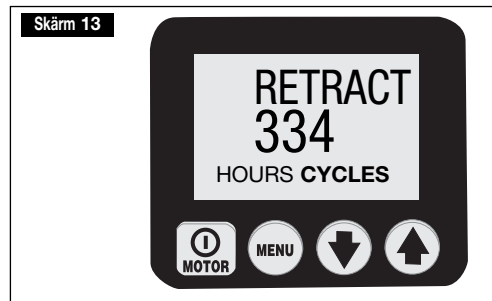 Skärm 13
RETRACT
334
HOURS CYCLES
MOTOR
MENU